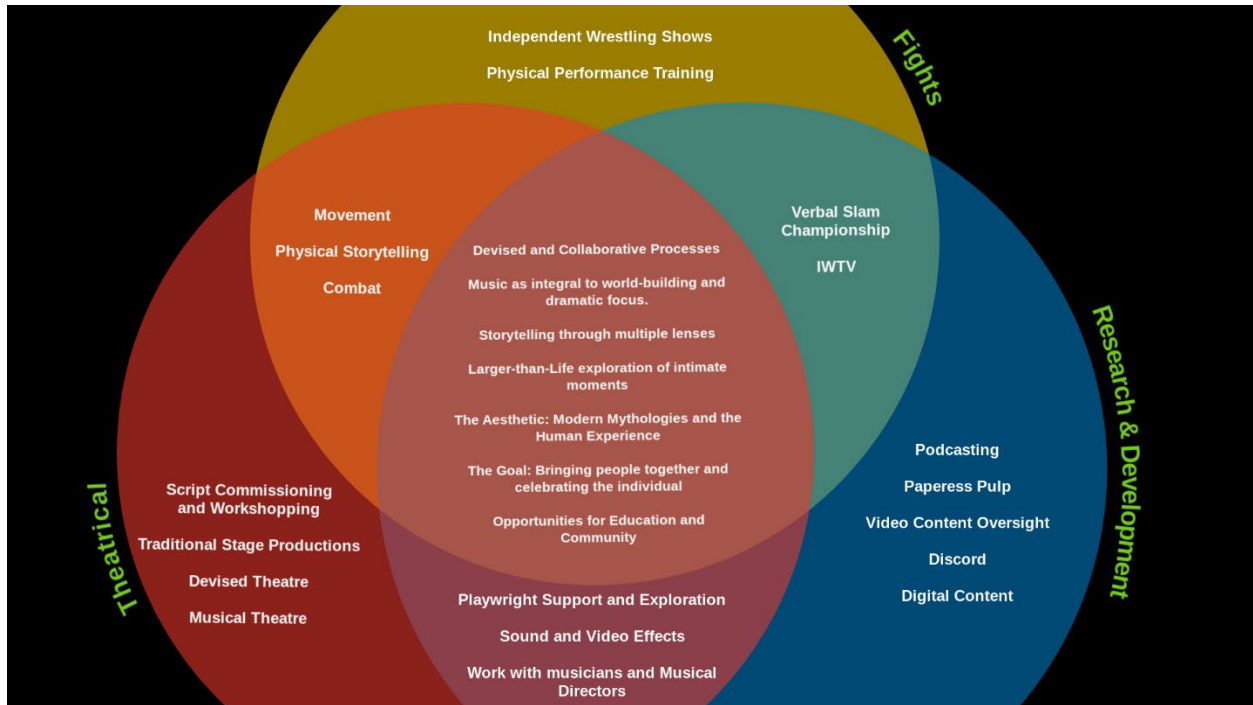 Independent Wrestling Shows
Physical Performance Training
Fights
Movement
Physical Storytelling
Combat
Verbal Slam
Championship
IWTV
Devised and Collaborative Processes
Music as integral to world-building and
dramatic focus.
Storytelling through multiple lenses
Larger-than-Life exploration of intimate
moments
The Aesthetic: Modern Mythologies and the
Human Experience
The Goal: Bringing people together and
celebrating the individual
Opportunities for Education and
Community
Theatrical
Script Commissioning
and Workshopping
Traditional Stage Productions
Devised Theatre
Musical Theatre
Research & Development
Podcasting
Paperess Pulp
Video Content Oversight
Discord
Digital Content
Playwright Support and Exploration
Sound and Video Effects
Work with musicians and Musical
Directors